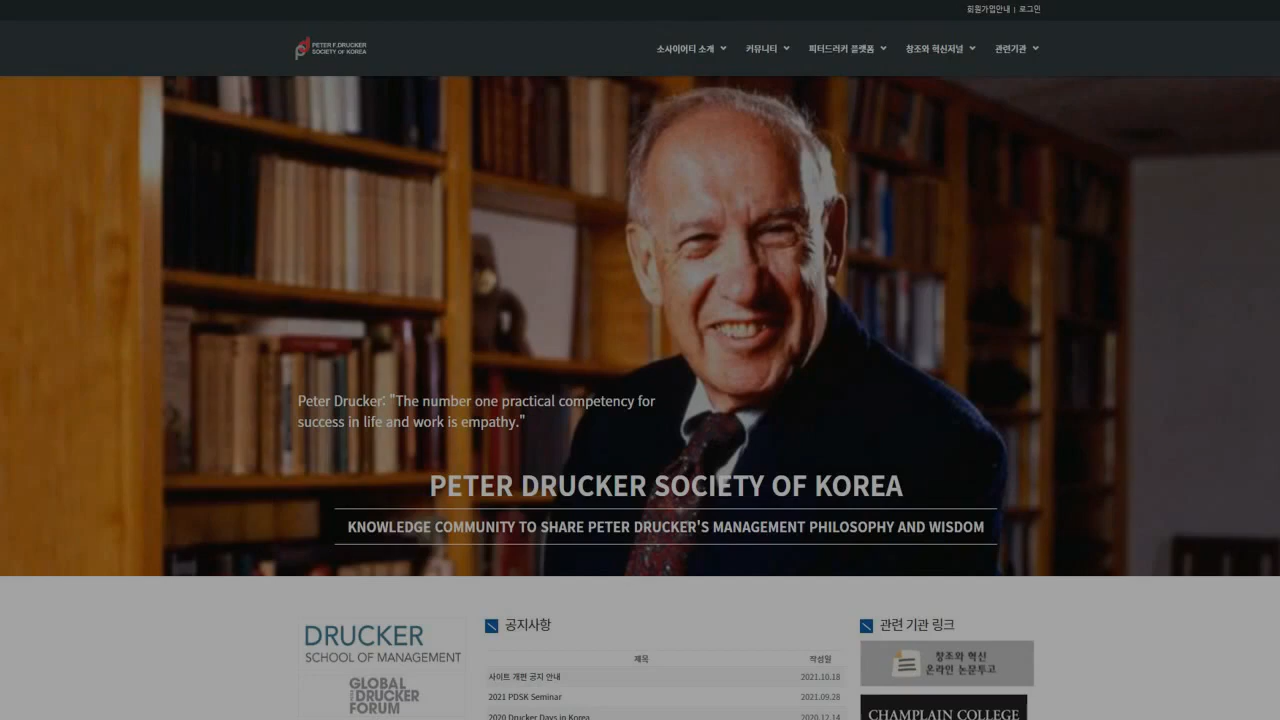 회원가입안내 | 로그인
PETER F.DRUCKER
SOCIETY OF KOREA
소사이어티 소개 커뮤니티 피터드러커 플랫폼 창조와 혁신저널 관련기관
Peter Drucker: "The number one practical competency for
success in life and work is empathy."
PETER DRUCKER SOCIETY OF KOREA
KNOWLEDGE COMMUNITY TO SHARE PETER DRUCKER'S MANAGEMENT PHILOSOPHY AND WISDOM
DRUCKER
SCHOOL OF MANAGEMENT
GLOBAL
DRUCKER
FORUM
공지사항
제목 작성일
사이트 개편 공지 안내 2021.10.18
2021 PDSK Seminar 2021.09.28
2020 Drucker Days in Korea 2020.12.14
관련 기관 링크
창조와 혁신
온라인 논문투고
CHAMPLAIN COLLEGE